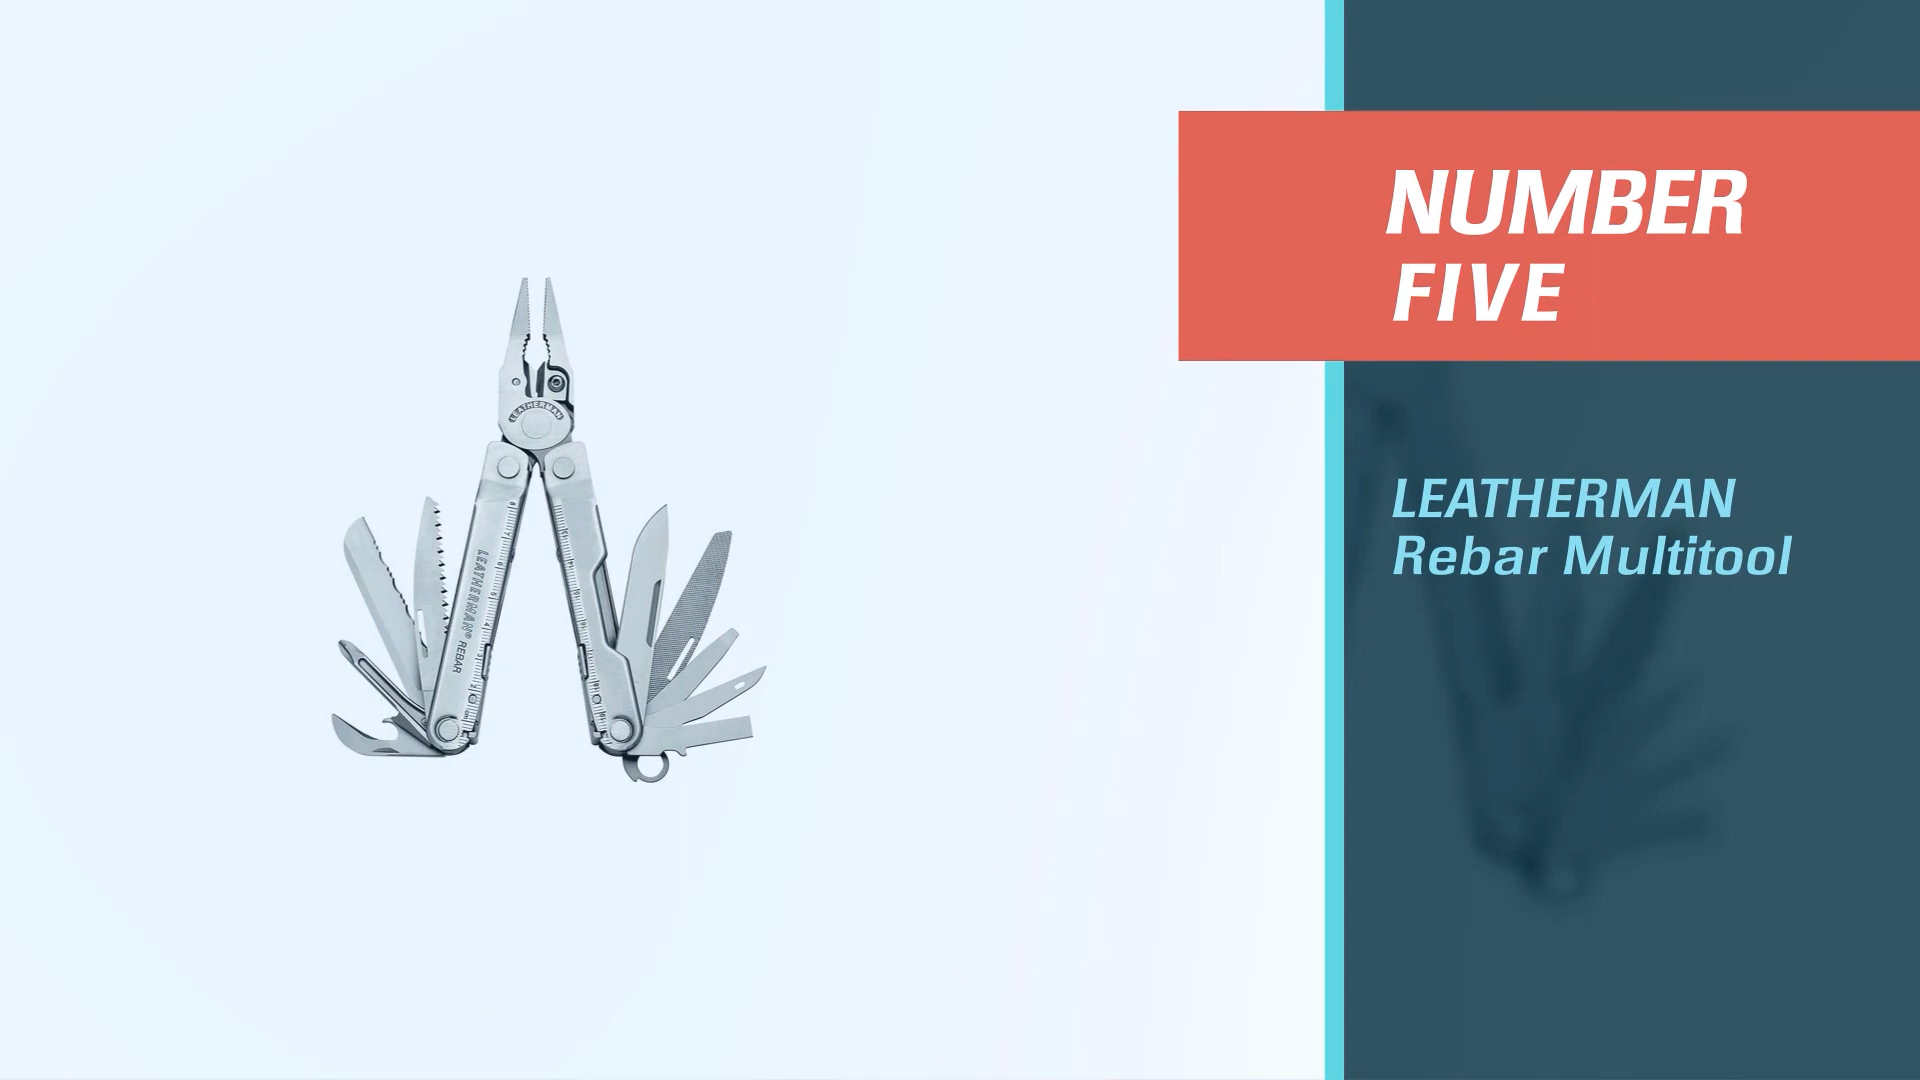 NUMBER
FIVE
LEATHERMAN
Rebar Multitool
LEATHERMAN
LEATHERMAN® REBAR